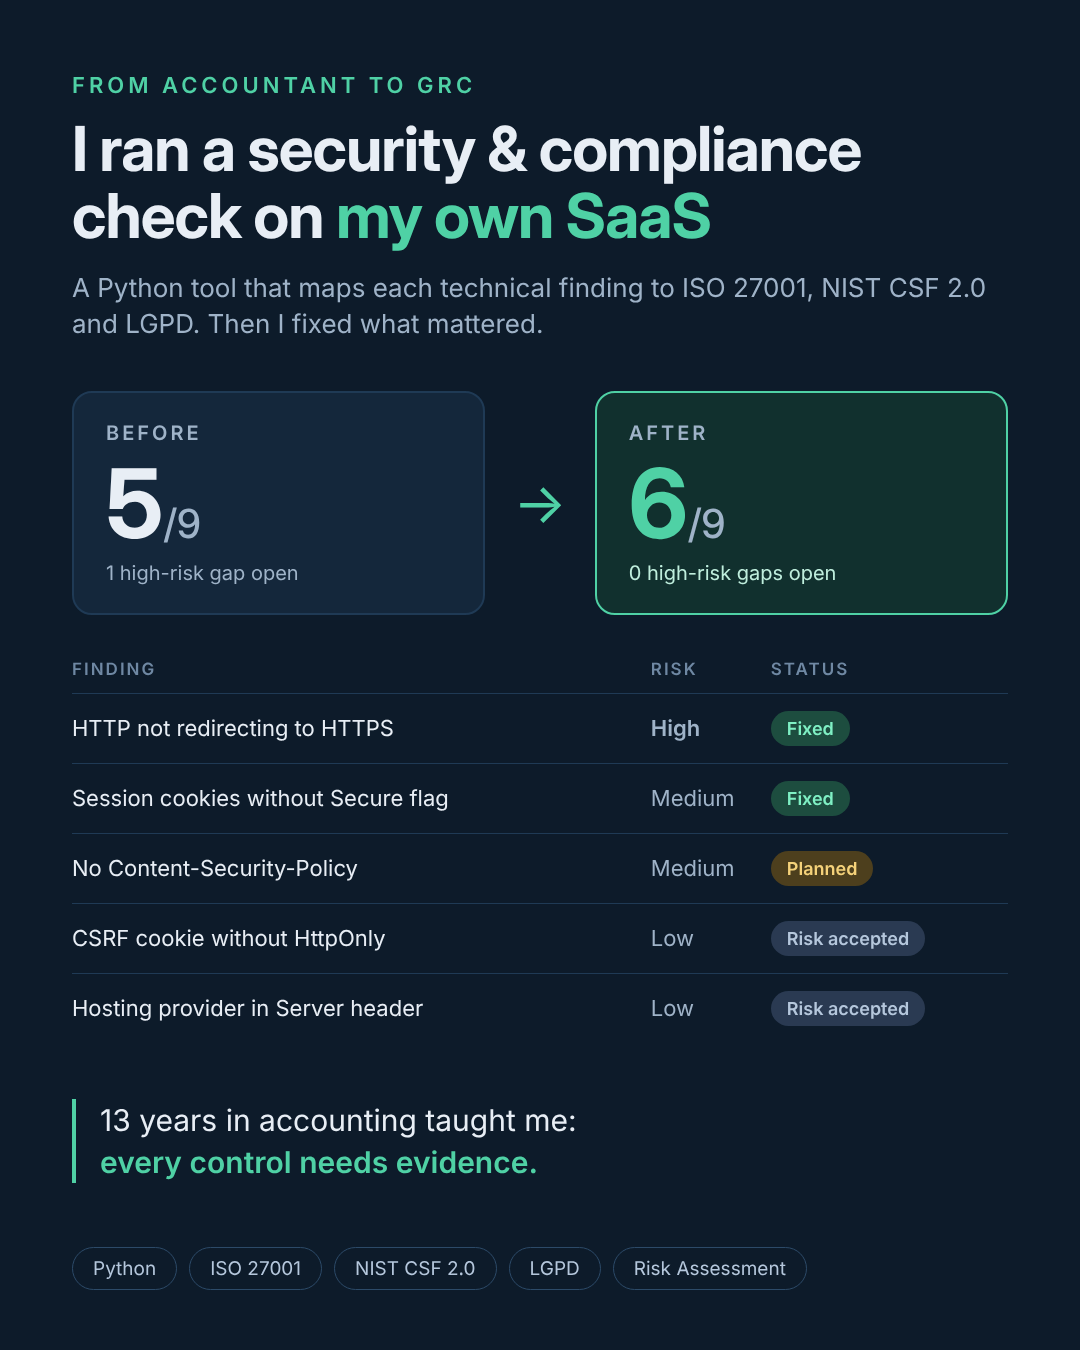 FROM ACCOUNTANT TO GRC
I ran a security & compliance
check on my own SaaS
A Python tool that maps each technical finding to ISO 27001, NIST CSF 2.0
and LGPD. Then I fixed what mattered.
BEFORE
5/9
1 high-risk gap open
→
AFTER
6/9
0 high-risk gaps open
FINDING RISK STATUS
HTTP not redirecting to HTTPS High Fixed
Session cookies without Secure flag Medium Fixed
No Content-Security-Policy Medium Planned
CSRF cookie without HttpOnly Low Risk accepted
Hosting provider in Server header Low Risk accepted
13 years in accounting taught me:
every control needs evidence.
Python ISO 27001 NIST CSF 2.0 LGPD Risk Assessment